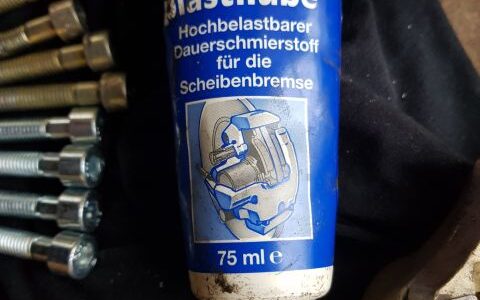 Hochbelastbarer
Dauerschmierstoff
für die
Scheibenbremse
75 ml e